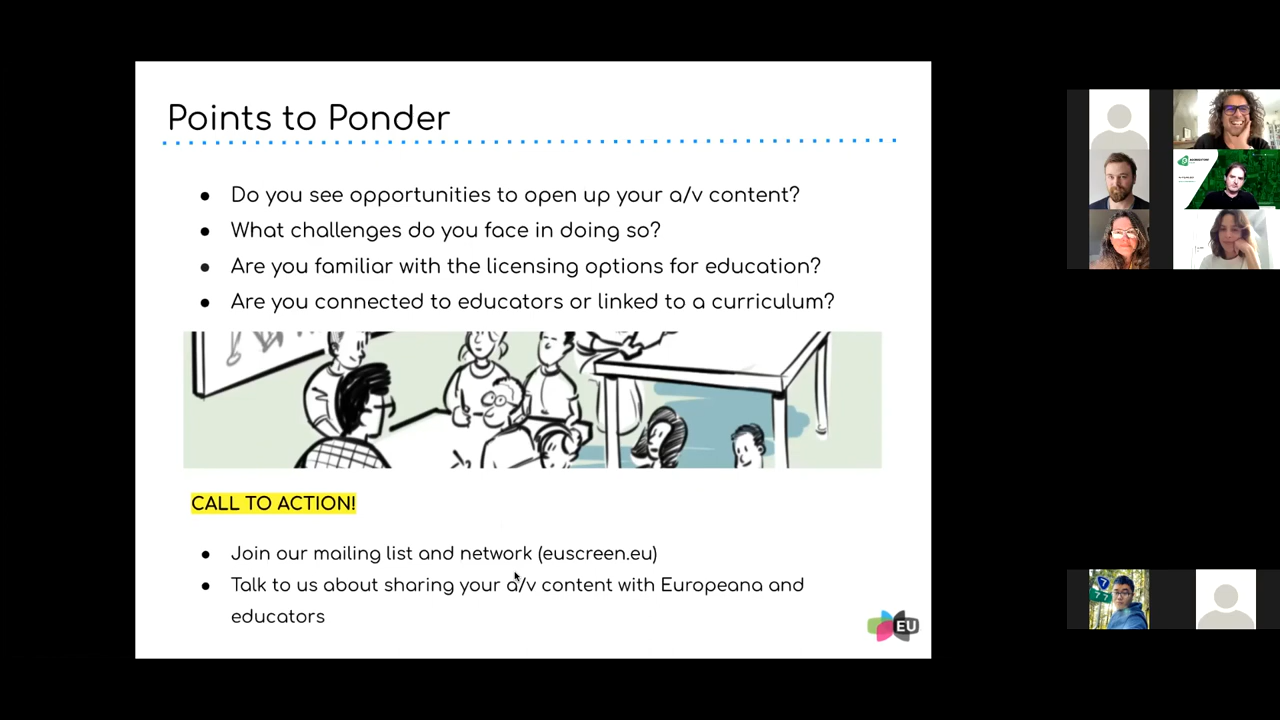 Points to Ponder
● Do you see opportunities to open up your a/v content?
● What challenges do you face in doing so?
● Are you familiar with the licensing options for education?
● Are you connected to educators or linked to a curriculum?
CALL TO ACTION!
● Join our mailing list and network (euscreen.eu)
● Talk to us about sharing your a/v content with Europeana and
educators
EU
7
77